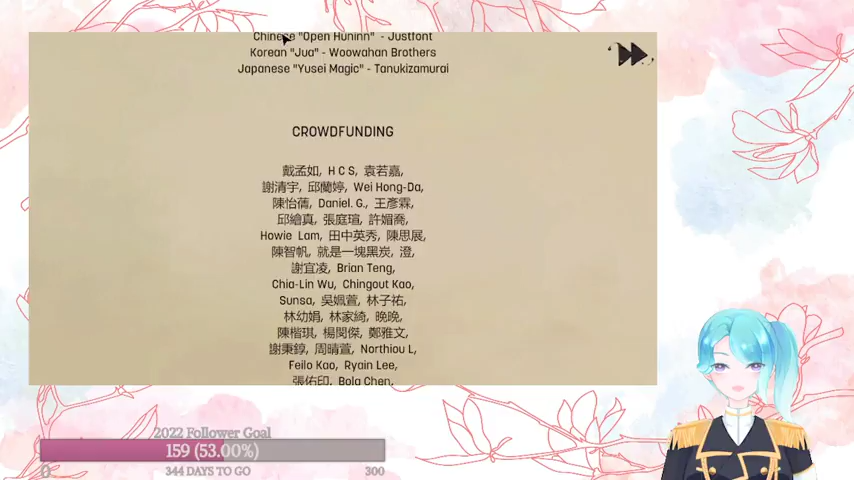 Chinese "Open Huninn" - Justfont
Korean "Jua" - Woowahan Brothers
Japanese "Yusei Magic" - Tanukizamurai
CROWDFUNDING
戴孟如, H C S, 袁若嘉,
謝清宇, 邱蘭婷, Wei Hong-Da,
陳怡蒨, Daniel. G., 王彥霖,
邱繪真, 張庭瑄, 許媚喬,
Howie Lam, 田中英秀, 陳思展,
陳智帆, 就是一塊黑炭, 澄,
謝宜凌, Brian Teng,
Chia-Lin Wu, Chingout Kao,
Sunsa, 吳姵萱, 林子祐,
林幼娟, 林家綺, 晚晚,
陳楷琪, 楊閔傑, 鄭雅文,
謝秉錞, 周晴萱, Northiou L,
Feilo Kao, Ryain Lee,
張佑印, Bola Chen,
2022 Follower Goal
159 (53.00%)
0 344 DAYS TO GO 300